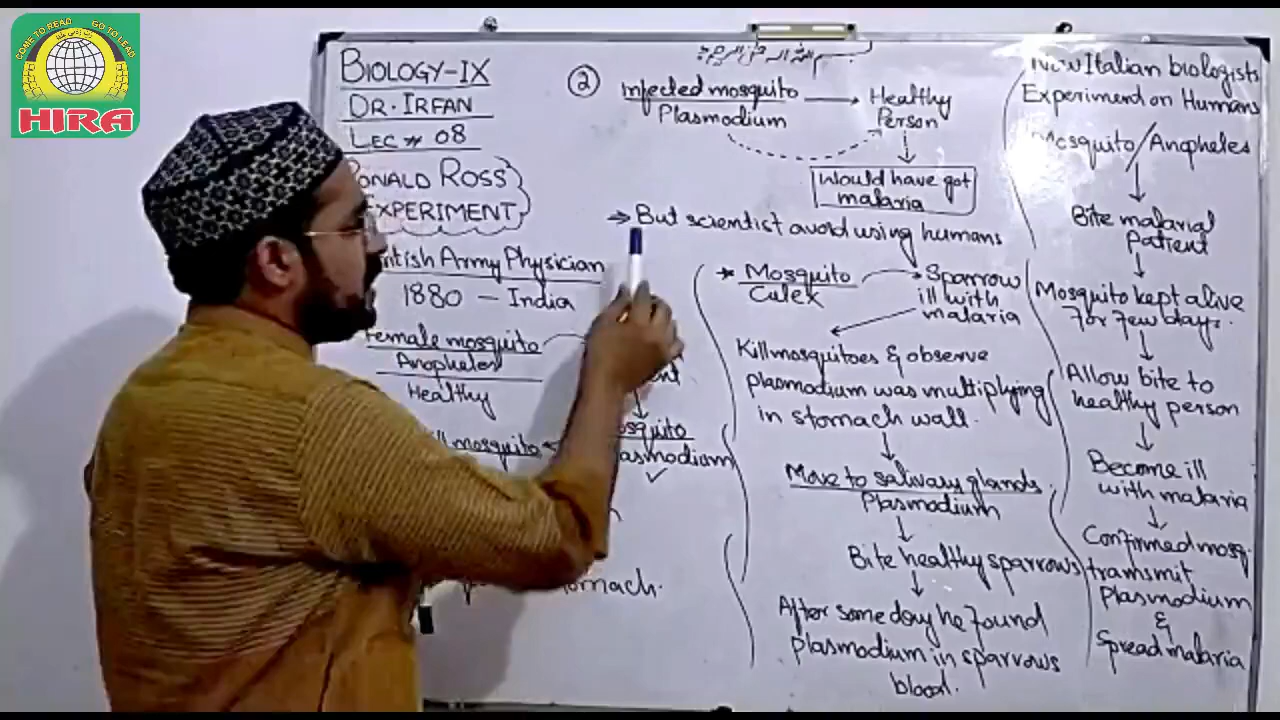 COME TO READ GO TO LEAD
HIRA
BIOLOGY-IX
DR. IRFAN
LEC # 08
RONALD ROSS
EXPERIMENT
British Army Physician
1880 – India
Female mosquito
Anopheles
Healthy
mosquito
Plasmodium
stomach.
②
Infected mosquito → Healthy
Plasmodium Person
Would have got
malaria
⇒ But scientist avoid using humans
* Mosquito → Sparrow
Culex ill with
malaria
Kill mosquitoes & observe
plasmodium was multiplying
in stomach wall.
Move to salivary glands.
Plasmodium
Bite healthy sparrows
After some day he found
plasmodium in sparrows
blood.
Now Italian biologists
Experiment on Humans
Mosquito/Anopheles
Bite malarial
Patient
Mosquito kept alive
For few days.
Allow bite to
healthy person
Become ill
with malaria
Confirmed mosq.
transmit
Plasmodium
&
Spread malaria